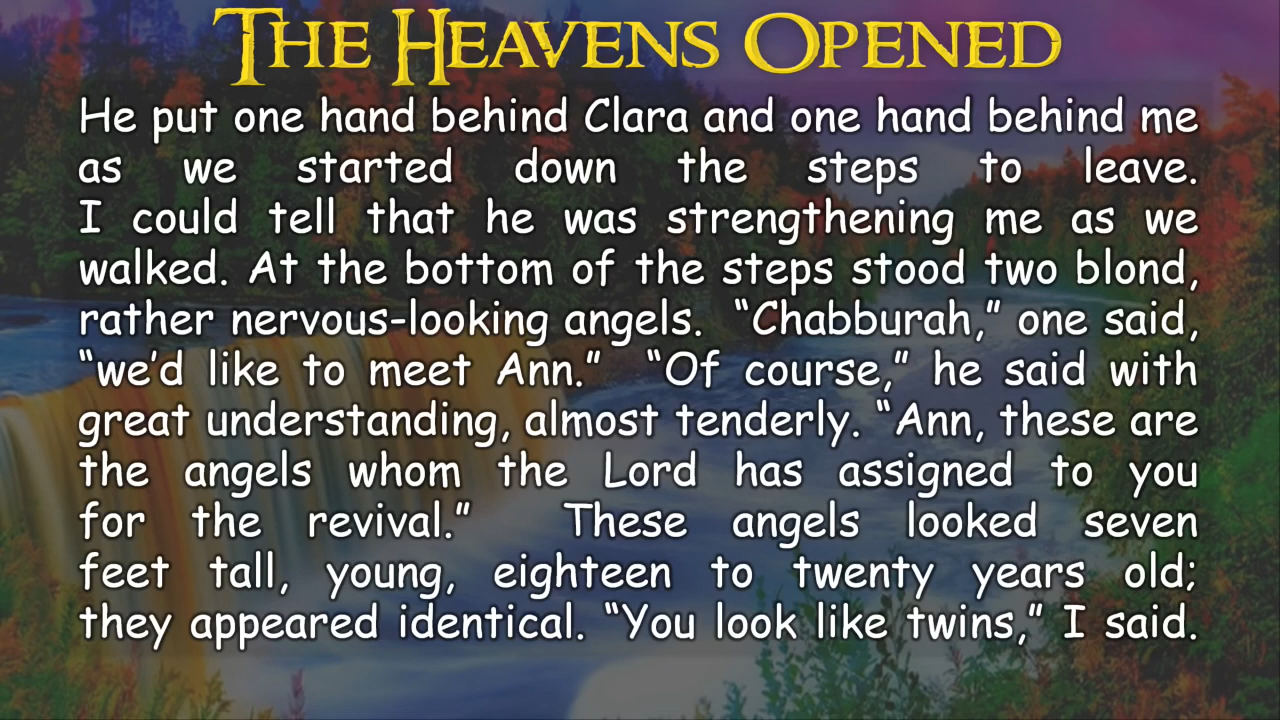 The Heavens Opened
He put one hand behind Clara and one hand behind me
as we started down the steps to leave.
I could tell that he was strengthening me as we
walked. At the bottom of the steps stood two blond,
rather nervous-looking angels. “Chabburah,” one said,
“we’d like to meet Ann.” “Of course,” he said with
great understanding, almost tenderly. “Ann, these are
the angels whom the Lord has assigned to you
for the revival.” These angels looked seven
feet tall, young, eighteen to twenty years old;
they appeared identical. “You look like twins,” I said.